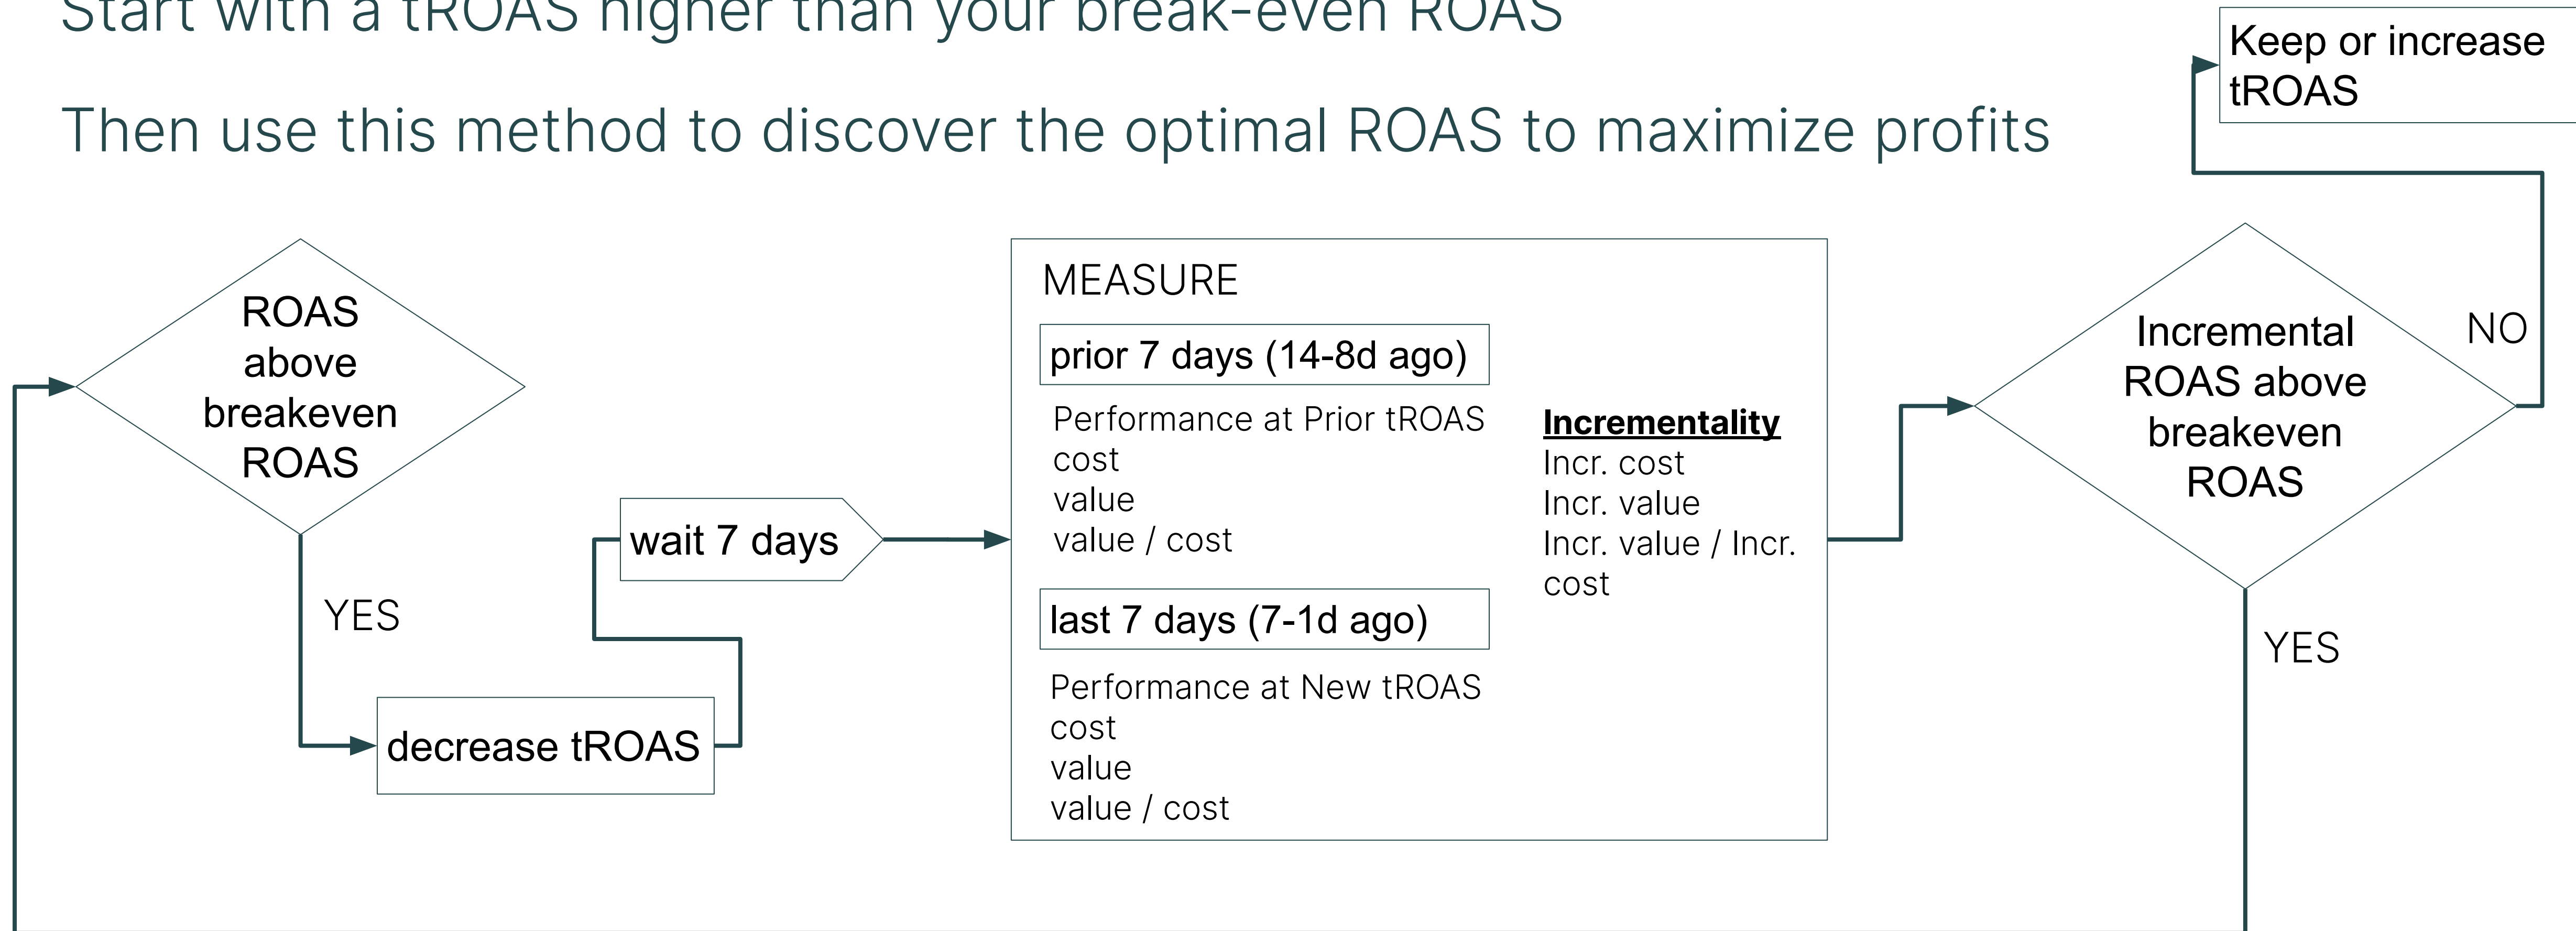 Start with a tROAS higher than your break-even ROAS
Then use this method to discover the optimal ROAS to maximize profits
Keep or increase
tROAS
ROAS
above
breakeven
ROAS
YES
decrease tROAS
wait 7 days
MEASURE
prior 7 days (14-8d ago)
Performance at Prior tROAS
cost
value
value / cost
last 7 days (7-1d ago)
Performance at New tROAS
cost
value
value / cost
Incrementality
Incr. cost
Incr. value
Incr. value / Incr.
cost
Incremental
ROAS above
breakeven
ROAS
NO
YES